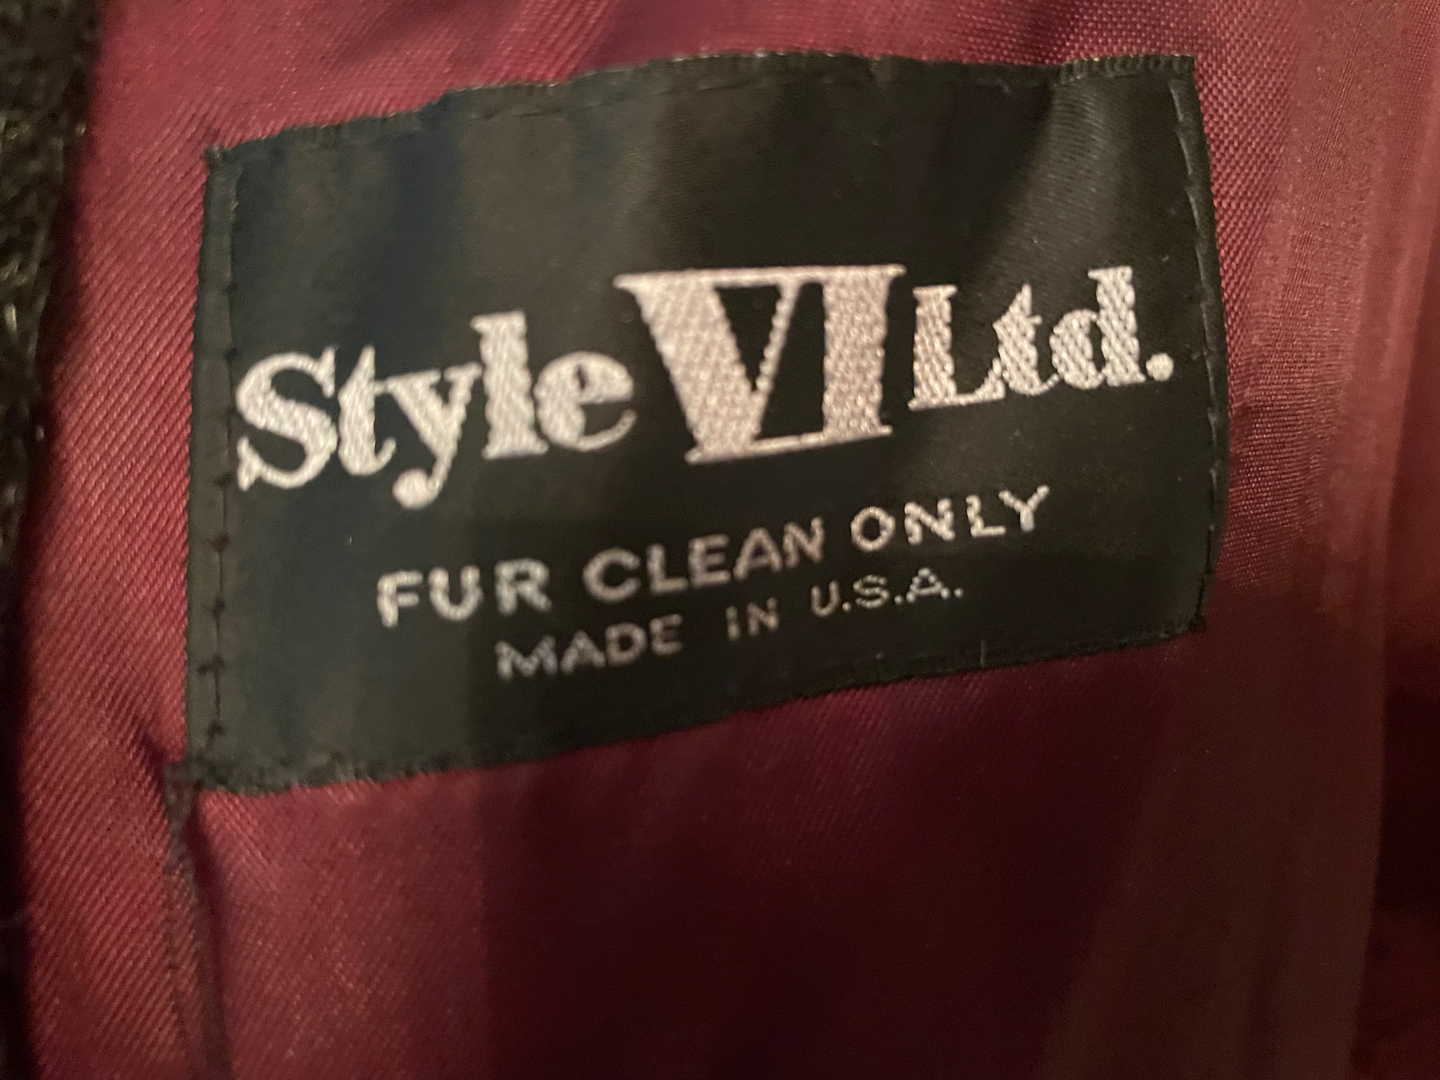 Style VI Ltd.
FUR CLEAN ONLY
MADE IN U.S.A.